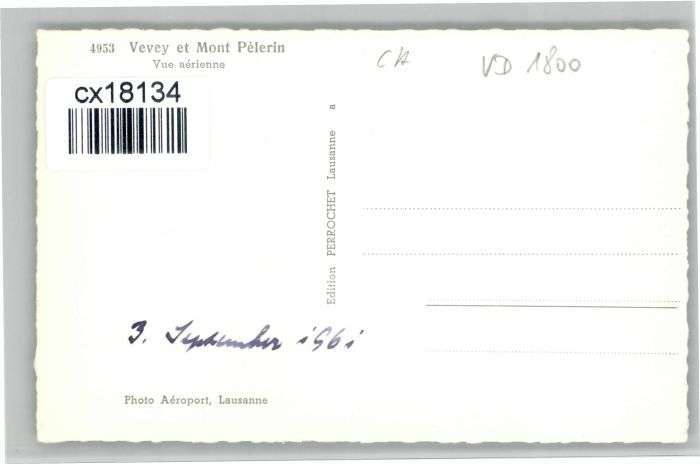 4953 Vevey et Mont Pèlerin
Vue aérienne
CH
VD 1800
cx18134
Edition PERROCHET Lausanne a
3. September 1961
Photo Aéroport, Lausanne